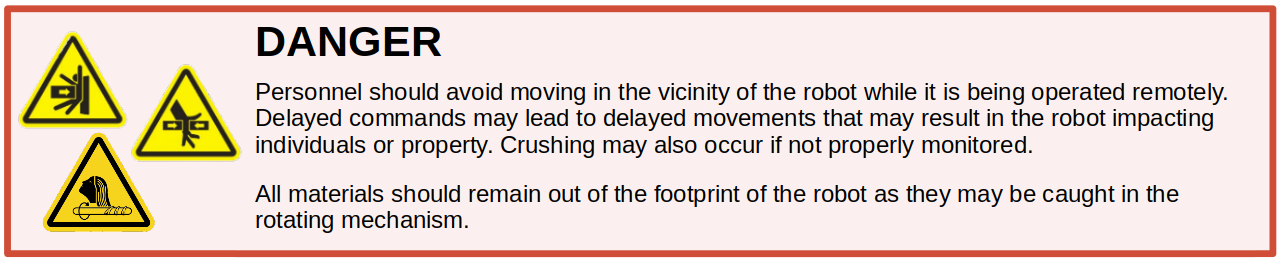 DANGER
Personnel should avoid moving in the vicinity of the robot while it is being operated remotely.
Delayed commands may lead to delayed movements that may result in the robot impacting
individuals or property. Crushing may also occur if not properly monitored.
All materials should remain out of the footprint of the robot as they may be caught in the
rotating mechanism.